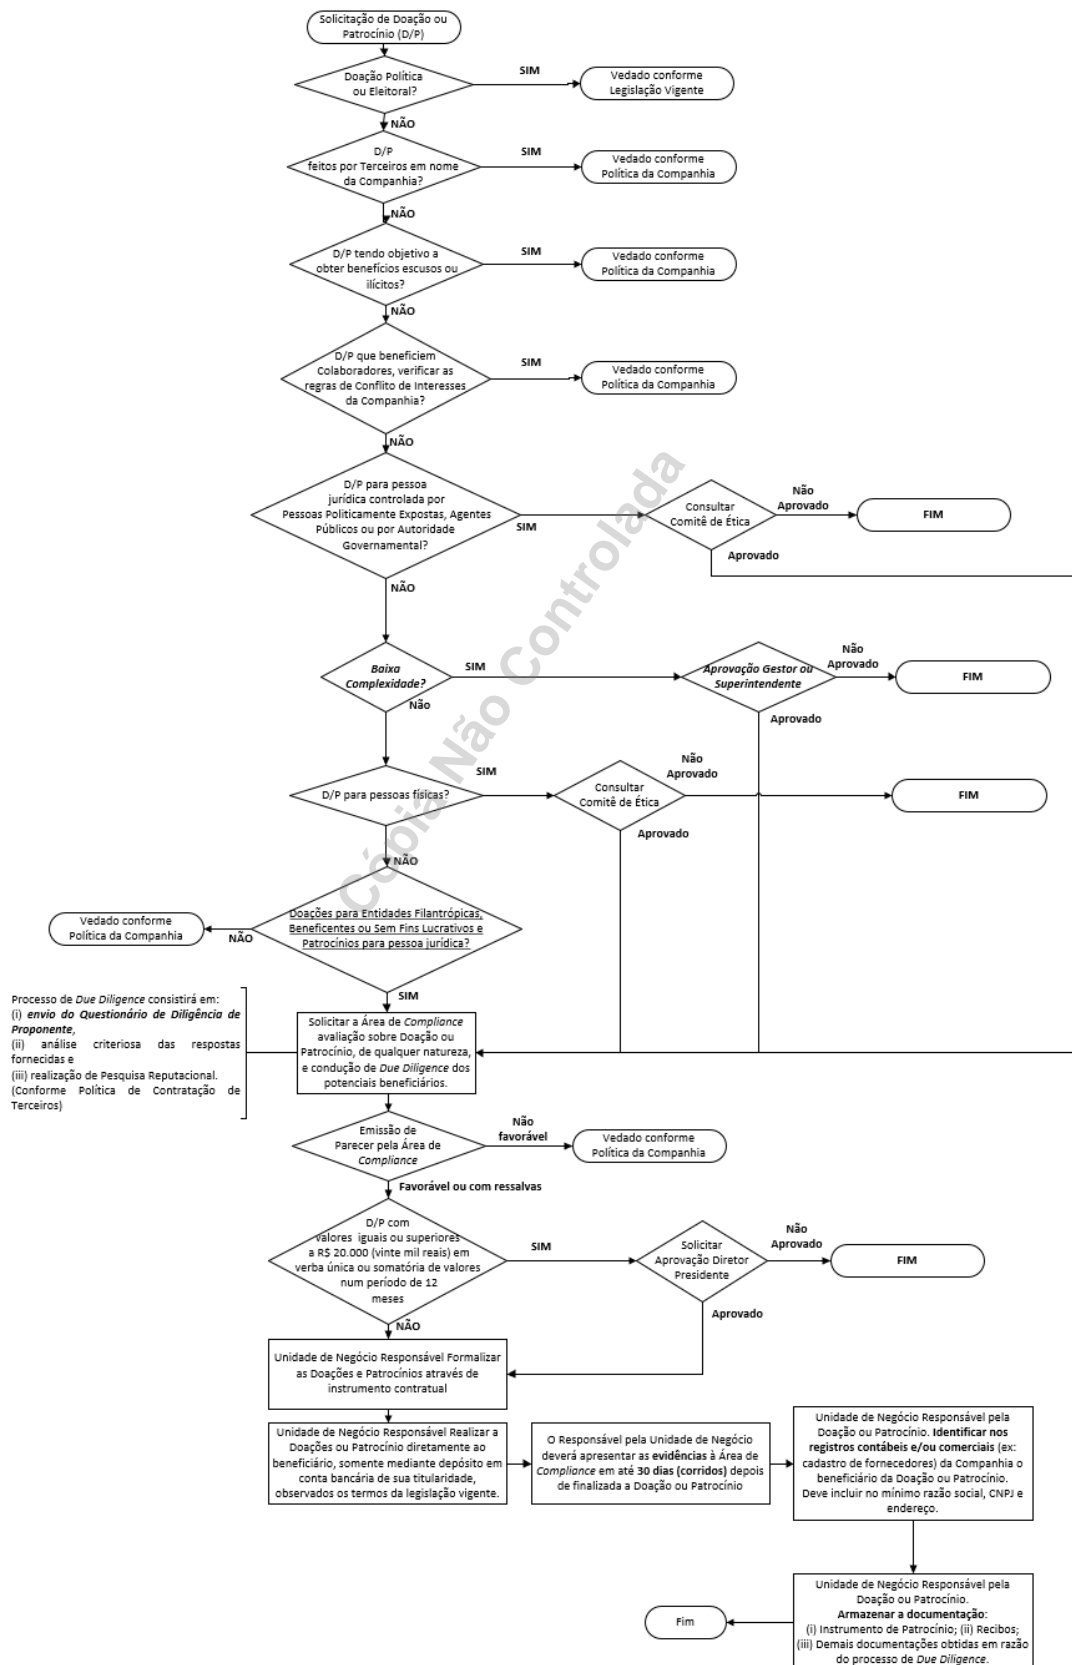 Solicitação de Doação ou
Patrocínio (D/P)
Doação Política
ou Eleitoral?
SIM
Vedado conforme
Legislação Vigente
NÃO
D/P
feitos por Terceiros em nome
da Companhia?
SIM
Vedado conforme
Política da Companhia
NÃO
D/P tendo objetivo a
obter benefícios escusos ou
ilícitos?
SIM
Vedado conforme
Política da Companhia
NÃO
D/P que beneficiem
Colaboradores, verificar as
regras de Conflito de Interesses
da Companhia?
SIM
Vedado conforme
Política da Companhia
NÃO
D/P para pessoa
jurídica controlada por
Pessoas Politicamente Expostas, Agentes
Públicos ou por Autoridade
Governamental?
SIM
Consultar
Comitê de Ética
Não
Aprovado
FIM
Aprovado
NÃO
Baixa
Complexidade?
SIM
Aprovação Gestor ou
Superintendente
Não
Aprovado
FIM
Aprovado
Não
D/P para pessoas físicas?
SIM
Consultar
Comitê de Ética
Não
Aprovado
FIM
Aprovado
NÃO
Doações para Entidades Filantrópicas,
Beneficentes ou Sem Fins Lucrativos e
Patrocínios para pessoa jurídica?
NÃO
Vedado conforme
Política da Companhia
SIM
Processo de Due Diligence consistirá em:
(i) envio do Questionário de Diligência de
Proponente,
(ii) análise criteriosa das respostas
fornecidas e
(iii) realização de Pesquisa Reputacional.
(Conforme Política de Contratação de
Terceiros)
Solicitar a Área de Compliance
avaliação sobre Doação ou
Patrocínio, de qualquer natureza,
e condução de Due Diligence dos
potenciais beneficiários.
Emissão de
Parecer pela Área de
Compliance
Não
favorável
Vedado conforme
Política da Companhia
Favorável ou com ressalvas
D/P com
valores iguais ou superiores
a R$ 20.000 (vinte mil reais) em
verba única ou somatória de valores
num período de 12
meses
SIM
Solicitar
Aprovação Diretor
Presidente
Não
Aprovado
FIM
Aprovado
NÃO
Unidade de Negócio Responsável Formalizar
as Doações e Patrocínios através de
instrumento contratual
Unidade de Negócio Responsável Realizar a
Doações ou Patrocínio diretamente ao
beneficiário, somente mediante depósito em
conta bancária de sua titularidade,
observados os termos da legislação vigente.
O Responsável pela Unidade de Negócio
deverá apresentar as evidências à Área de
Compliance em até 30 dias (corridos) depois
de finalizada a Doação ou Patrocínio
Unidade de Negócio Responsável pela
Doação ou Patrocínio. Identificar nos
registros contábeis e/ou comerciais (ex:
cadastro de fornecedores) da Companhia o
beneficiário da Doação ou Patrocínio.
Deve incluir no mínimo razão social, CNPJ e
endereço.
Unidade de Negócio Responsável pela
Doação ou Patrocínio.
Armazenar a documentação:
(i) Instrumento de Patrocínio; (ii) Recibos;
(iii) Demais documentações obtidas em razão
do processo de Due Diligence.
Fim
Cópia Não Controlada